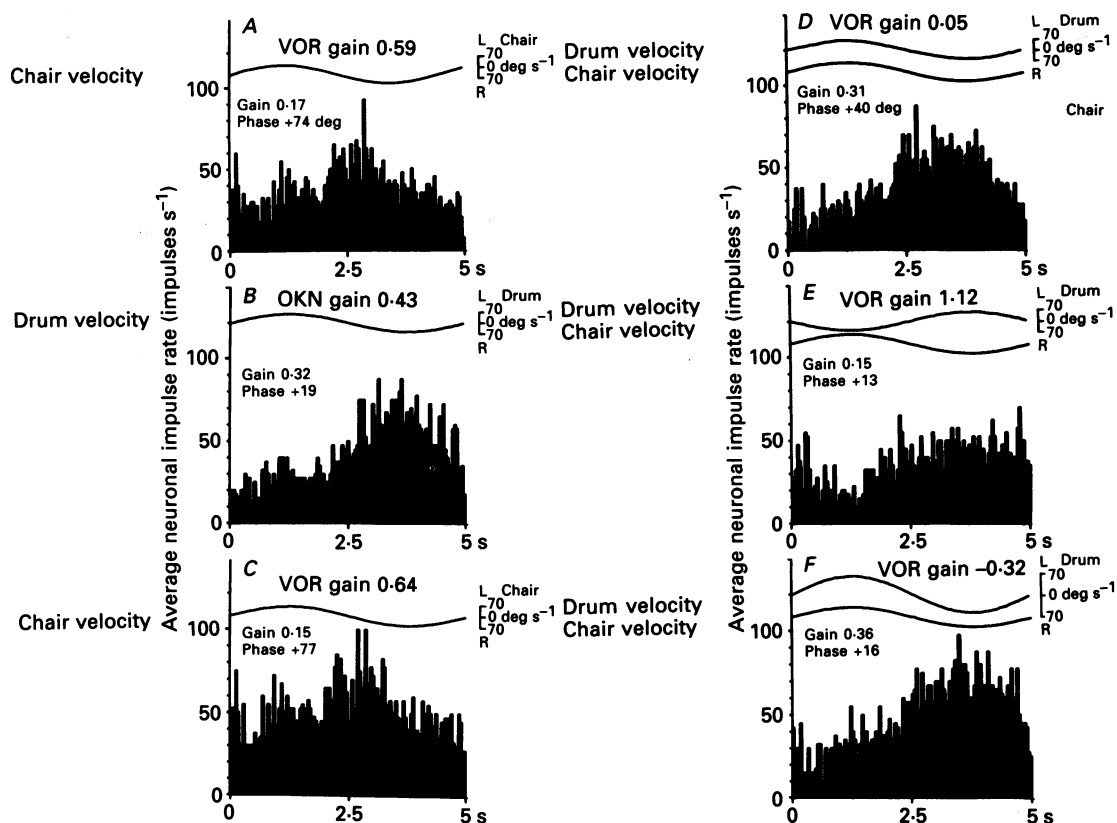 A
VOR gain 0·59
L Chair
70
0 deg s⁻¹
70
R
Chair velocity
100
Gain 0·17
Phase +74 deg
50
0
0
2·5
5 s
D
VOR gain 0·05
L Drum
70
0 deg s⁻¹
70
R
Drum velocity
Chair velocity
Chair
100
Gain 0·31
Phase +40 deg
50
0
0
2·5
5 s
Average neuronal impulse rate (impulses s⁻¹)
Average neuronal impulse rate (impulses s⁻¹)
B
OKN gain 0·43
L Drum
70
0 deg s⁻¹
70
R
Drum velocity
100
Gain 0·32
Phase +19
50
0
0
2·5
5 s
E
VOR gain 1·12
L Drum
70
0 deg s⁻¹
70
R
Drum velocity
Chair velocity
100
Gain 0·15
Phase +13
50
0
0
2·5
5 s
C
VOR gain 0·64
L Chair
70
0 deg s⁻¹
70
R
Chair velocity
100
Gain 0·15
Phase +77
50
0
0
2·5
5 s
F
VOR gain –0·32
L Drum
70
0 deg s⁻¹
70
R
Drum velocity
Chair velocity
100
Gain 0·36
Phase +16
50
0
0
2·5
5 s